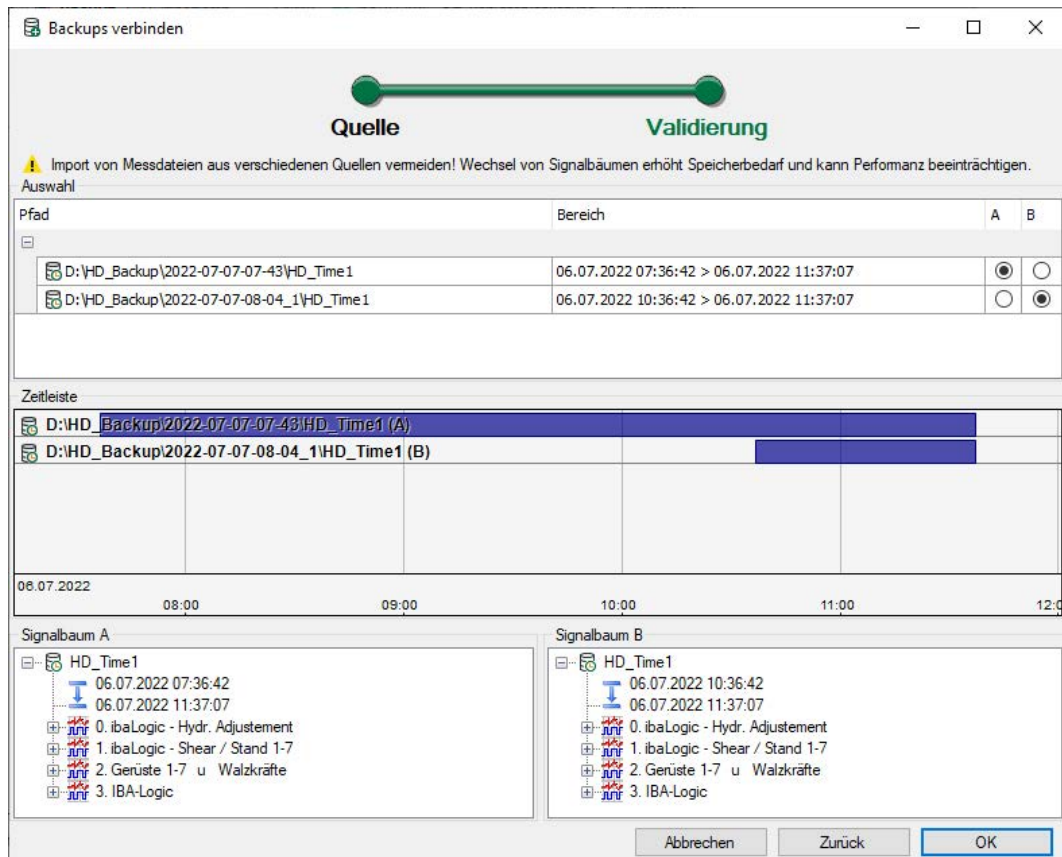 Backups verbinden
Quelle Validierung
Import von Messdateien aus verschiedenen Quellen vermeiden! Wechsel von Signalbäumen erhöht Speicherbedarf und kann Performanz beeinträchtigen.
Auswahl
Pfad Bereich A B
D:\HD_Backup\2022-07-07-07-43\HD_Time1 06.07.2022 07:36:42 > 06.07.2022 11:37:07
D:\HD_Backup\2022-07-07-08-04_1\HD_Time1 06.07.2022 10:36:42 > 06.07.2022 11:37:07
Zeitleiste
D:\HD_Backup\2022-07-07-07-43\HD_Time1 (A)
D:\HD_Backup\2022-07-07-08-04_1\HD_Time1 (B)
06.07.2022
08:00 09:00 10:00 11:00 12:0
Signalbaum A
HD_Time1
06.07.2022 07:36:42
06.07.2022 11:37:07
0. ibaLogic - Hydr. Adjustement
1. ibaLogic - Shear / Stand 1-7
2. Gerüste 1-7 u Walzkräfte
3. IBA-Logic
Signalbaum B
HD_Time1
06.07.2022 10:36:42
06.07.2022 11:37:07
0. ibaLogic - Hydr. Adjustement
1. ibaLogic - Shear / Stand 1-7
2. Gerüste 1-7 u Walzkräfte
3. IBA-Logic
Abbrechen Zurück OK